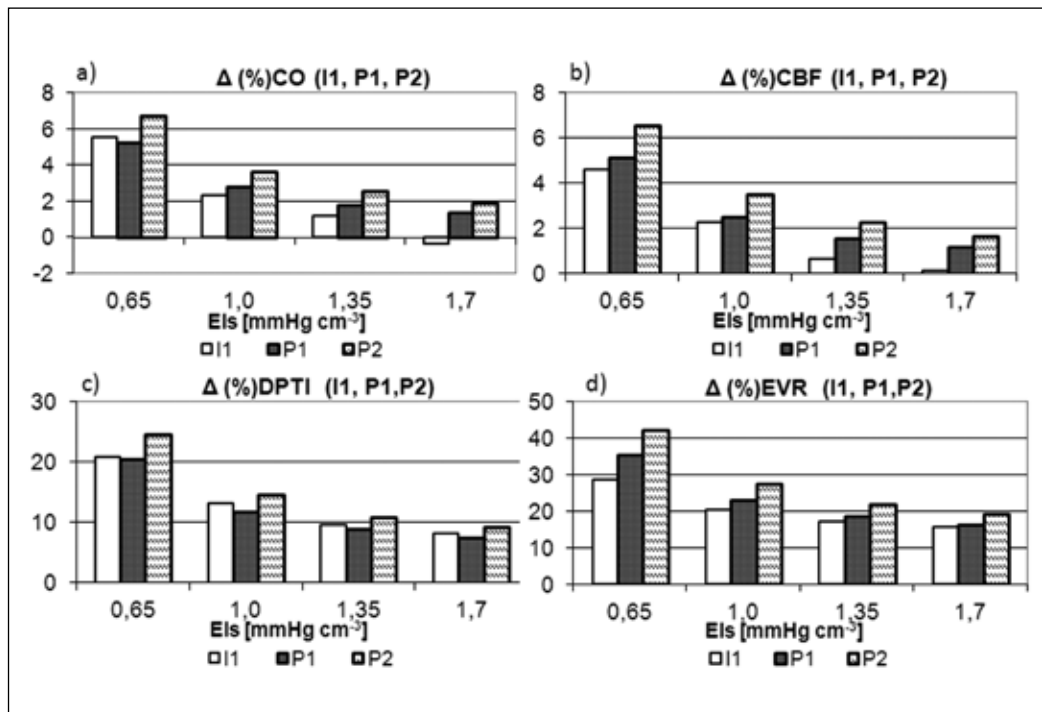 a)
Δ (%)CO (I1, P1, P2)
8
6
4
2
0
-2
0,65 1,0 1,35 1,7
Els [mmHg cm⁻³]
I1 P1 P2
b)
Δ (%)CBF (I1, P1, P2)
8
6
4
2
0
0,65 1,0 1,35 1,7
Els [mmHg cm⁻³]
I1 P1 P2
c)
Δ (%)DPTI (I1, P1,P2)
30
20
10
0
0,65 1,0 1,35 1,7
Els [mmHg cm⁻³]
I1 P1 P2
d)
Δ (%)EVR (I1, P1,P2)
50
40
30
20
10
0
0,65 1,0 1,35 1,7
Els [mmHg cm⁻³]
I1 P1 P2